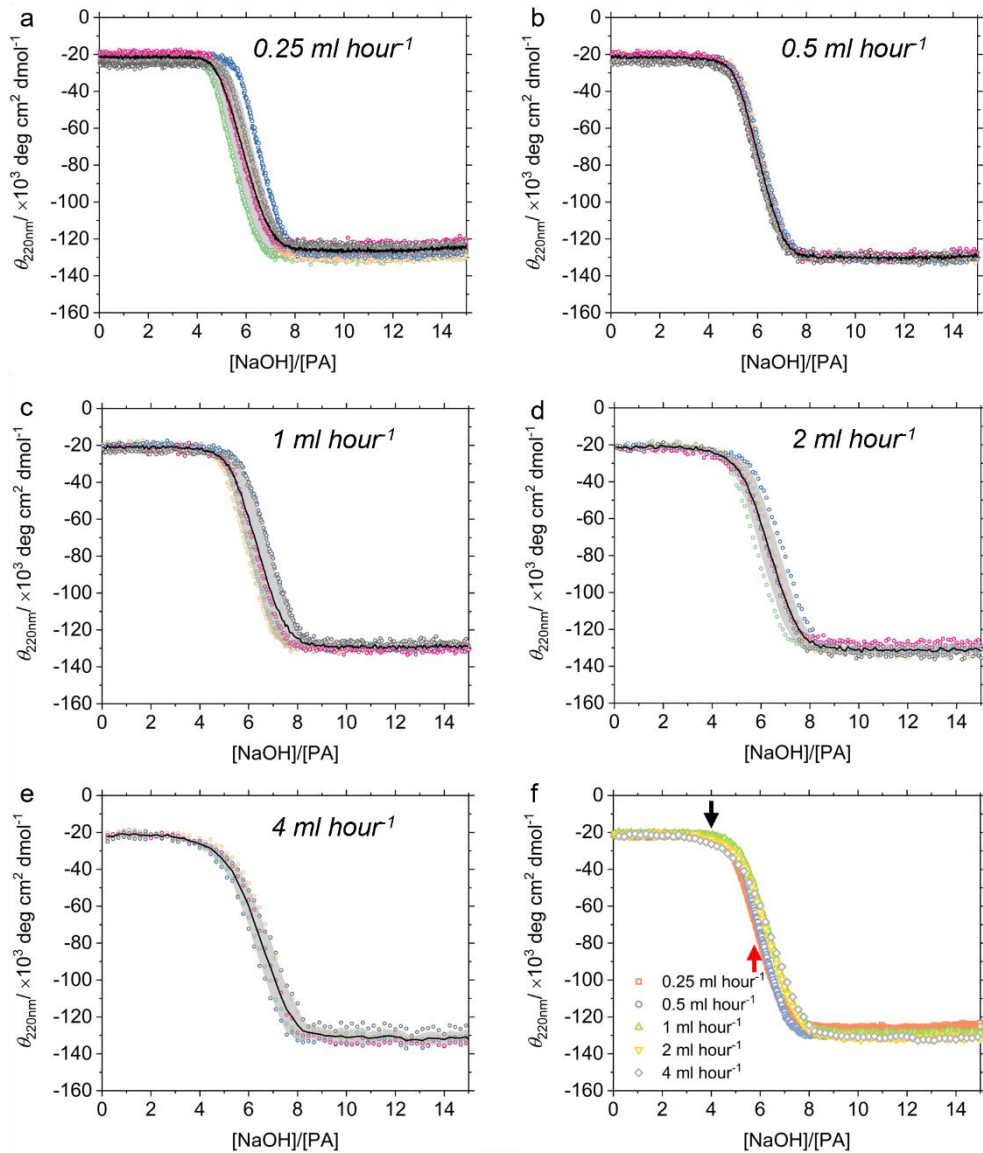 a
0.25 ml hour⁻¹
0
-20
-40
-60
-80
-100
-120
-140
-160
θ₂₂₀ₙₘ/ ×10³ deg cm² dmol⁻¹
0 2 4 6 8 10 12 14
[NaOH]/[PA]
b
0.5 ml hour⁻¹
0
-20
-40
-60
-80
-100
-120
-140
-160
θ₂₂₀ₙₘ/ ×10³ deg cm² dmol⁻¹
0 2 4 6 8 10 12 14
[NaOH]/[PA]
c
1 ml hour⁻¹
0
-20
-40
-60
-80
-100
-120
-140
-160
θ₂₂₀ₙₘ/ ×10³ deg cm² dmol⁻¹
0 2 4 6 8 10 12 14
[NaOH]/[PA]
d
2 ml hour⁻¹
0
-20
-40
-60
-80
-100
-120
-140
-160
θ₂₂₀ₙₘ/ ×10³ deg cm² dmol⁻¹
0 2 4 6 8 10 12 14
[NaOH]/[PA]
e
4 ml hour⁻¹
0
-20
-40
-60
-80
-100
-120
-140
-160
θ₂₂₀ₙₘ/ ×10³ deg cm² dmol⁻¹
0 2 4 6 8 10 12 14
[NaOH]/[PA]
f
0
-20
-40
-60
-80
-100
-120
-140
-160
θ₂₂₀ₙₘ/ ×10³ deg cm² dmol⁻¹
0.25 ml hour⁻¹
0.5 ml hour⁻¹
1 ml hour⁻¹
2 ml hour⁻¹
4 ml hour⁻¹
0 2 4 6 8 10 12 14
[NaOH]/[PA]